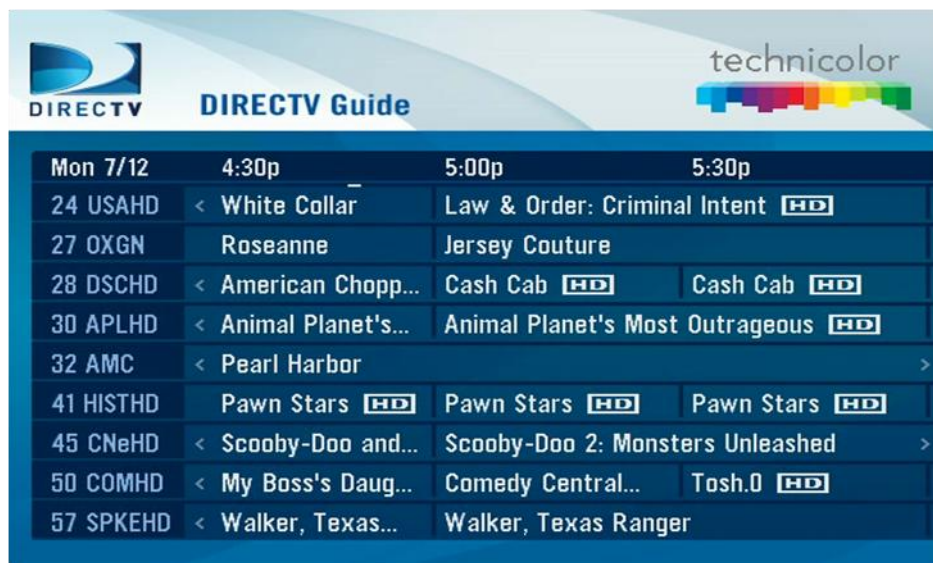 technicolor
DIRECTV DIRECTV Guide
Mon 7/12 4:30p 5:00p 5:30p
24 USAHD < White Collar Law & Order: Criminal Intent HD
27 OXGN Roseanne Jersey Couture
28 DSCHD < American Chopp... Cash Cab HD Cash Cab HD
30 APLHD < Animal Planet's... Animal Planet's Most Outrageous HD
32 AMC < Pearl Harbor >
41 HISTHD Pawn Stars HD Pawn Stars HD Pawn Stars HD
45 CNeHD < Scooby-Doo and... Scooby-Doo 2: Monsters Unleashed >
50 COMHD < My Boss's Daug... Comedy Central... Tosh.0 HD
57 SPKEHD < Walker, Texas... Walker, Texas Ranger